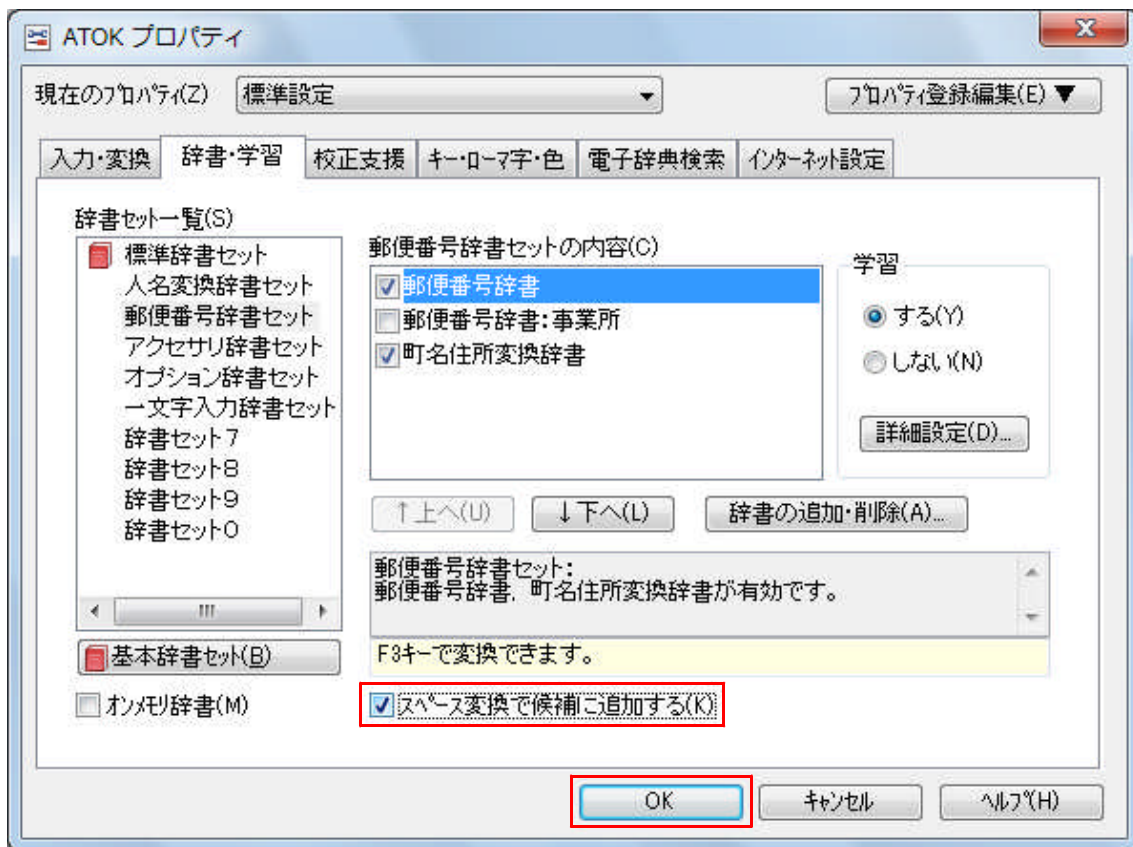 ATOK プロパティ
現在のプロパティ(Z)
標準設定
プロパティ登録編集(E) ▼
入力・変換
辞書・学習
校正支援
キー・ローマ字・色
電子辞典検索
インターネット設定
辞書セット一覧(S)
標準辞書セット
人名変換辞書セット
郵便番号辞書セット
アクセサリ辞書セット
オプション辞書セット
一文字入力辞書セット
辞書セット7
辞書セット8
辞書セット9
辞書セット0
基本辞書セット(B)
オンメモリ辞書(M)
郵便番号辞書セットの内容(C)
郵便番号辞書
郵便番号辞書:事業所
町名住所変換辞書
↑上へ(U)
↓下へ(L)
辞書の追加・削除(A)...
学習
する(Y)
しない(N)
詳細設定(D)...
郵便番号辞書セット:
郵便番号辞書, 町名住所変換辞書が有効です。
F3キーで変換できます。
スペース変換で候補に追加する(K)
OK
キャンセル
ヘルプ(H)